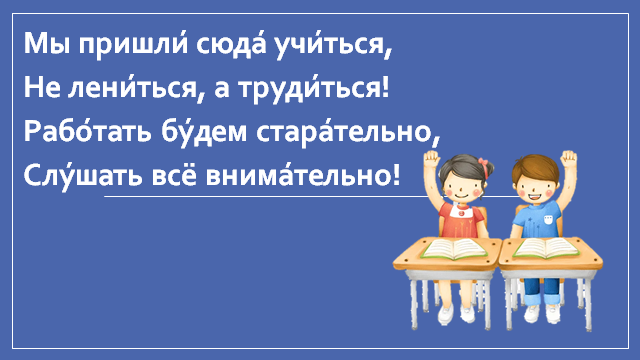 Мы пришли́ сюда́ учи́ться,
Не лени́ться, а труди́ться!
Рабо́тать бу́дем стара́тельно,
Слу́шать всё внима́тельно!